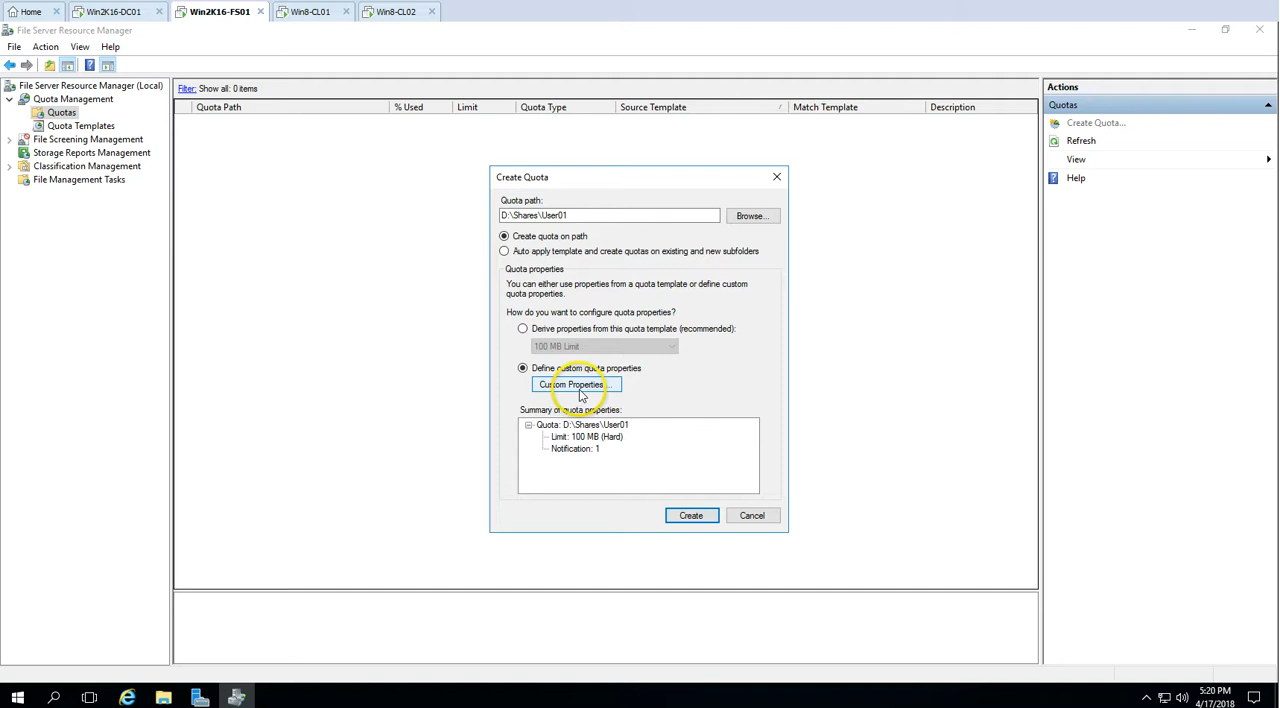 Home
Win2K16-DC01
Win2K16-FS01
Win8-CL01
Win8-CL02
File Server Resource Manager
File Action View Help
File Server Resource Manager (Local)
Quota Management
Quotas
Quota Templates
File Screening Management
Storage Reports Management
Classification Management
File Management Tasks
Filter: Show all: 0 items
Quota Path % Used Limit Quota Type Source Template Match Template Description
Create Quota
Quota path:
D:\Shares\User01
Browse...
Create quota on path
Auto apply template and create quotas on existing and new subfolders
Quota properties
You can either use properties from a quota template or define custom
quota properties.
How do you want to configure quota properties?
Derive properties from this quota template (recommended):
100 MB Limit
Define custom quota properties
Custom Properties...
Summary of quota properties:
Quota: D:\Shares\User01
Limit: 100 MB (Hard)
Notification: 1
Create
Cancel
Actions
Quotas
Create Quota...
Refresh
View
Help
5:20 PM
4/17/2018